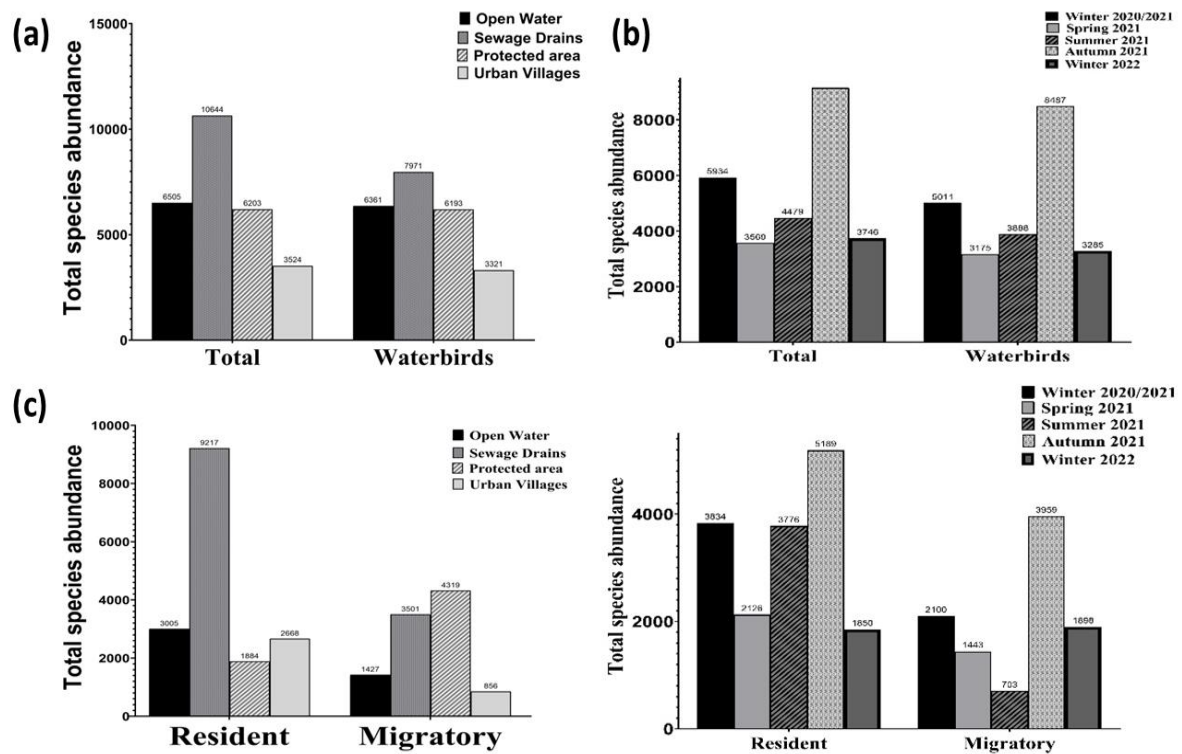 (a)
Total species abundance
15000
10000
5000
0
Open Water
Sewage Drains
Protected area
Urban Villages
6505
10644
6203
3524
6361
7971
6193
3321
Total
Waterbirds
(b)
Total species abundance
8000
6000
4000
2000
0
Winter 2020/2021
Spring 2021
Summer 2021
Autumn 2021
Winter 2022
5934
3569
4479
3748
5011
3175
3888
8487
3285
Total
Waterbirds
(c)
Total species abundance
10000
8000
6000
4000
2000
0
Open Water
Sewage Drains
Protected area
Urban Villages
3005
9217
1884
2668
1427
3501
4319
856
Resident
Migratory
Total species abundance
4000
2000
0
Winter 2020/2021
Spring 2021
Summer 2021
Autumn 2021
Winter 2022
3834
2126
3776
5189
1850
2100
1443
703
3959
1898
Resident
Migratory